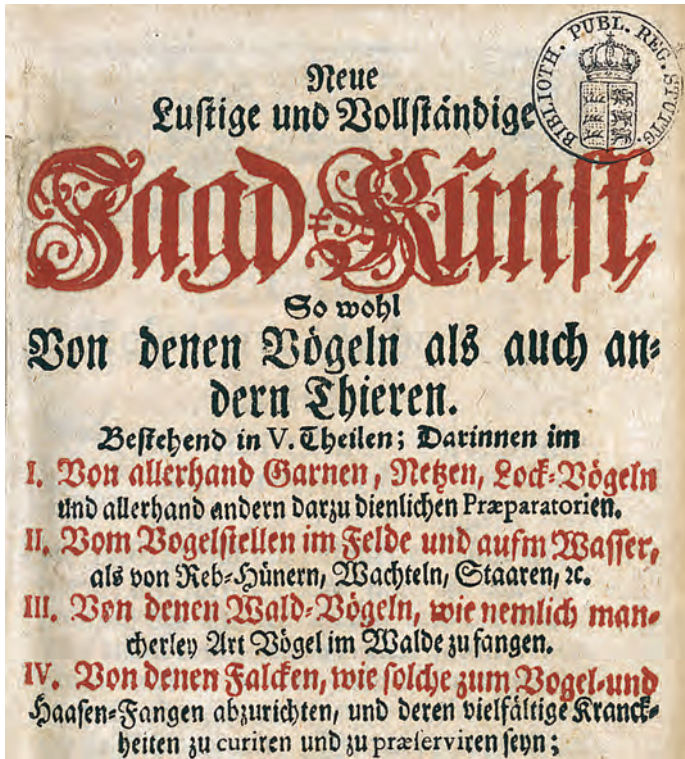 BIBLIOTH. PUBL. REG. STUTTG.
Neue
Luſtige und Vollſtändige
Jagd⸗Kunſt,
So wohl
Von denen Vögeln als auch an⸗
dern Thieren.
Beſtehend in V. Theilen; Darinnen im
I. Von allerhand Garnen, Netzen, Lock⸗Vögeln
und allerhand andern darzu dienlichen Præparatorien.
II. Vom Vogelſtellen im Felde und aufm Waſſer,
als von Reb⸗Hünern, Wachteln, Staaren, ꝛc.
III. Von denen Wald⸗Vögeln, wie nemlich man⸗
cherley Art Vögel im Walde zu fangen.
IV. Von denen Falcken, wie ſolche zum Vogel⸗und
Haaſen⸗Fangen abzurichten, und deren vielfältige Kranck⸗
heiten zu curiren und zu præſerviren ſeyn;